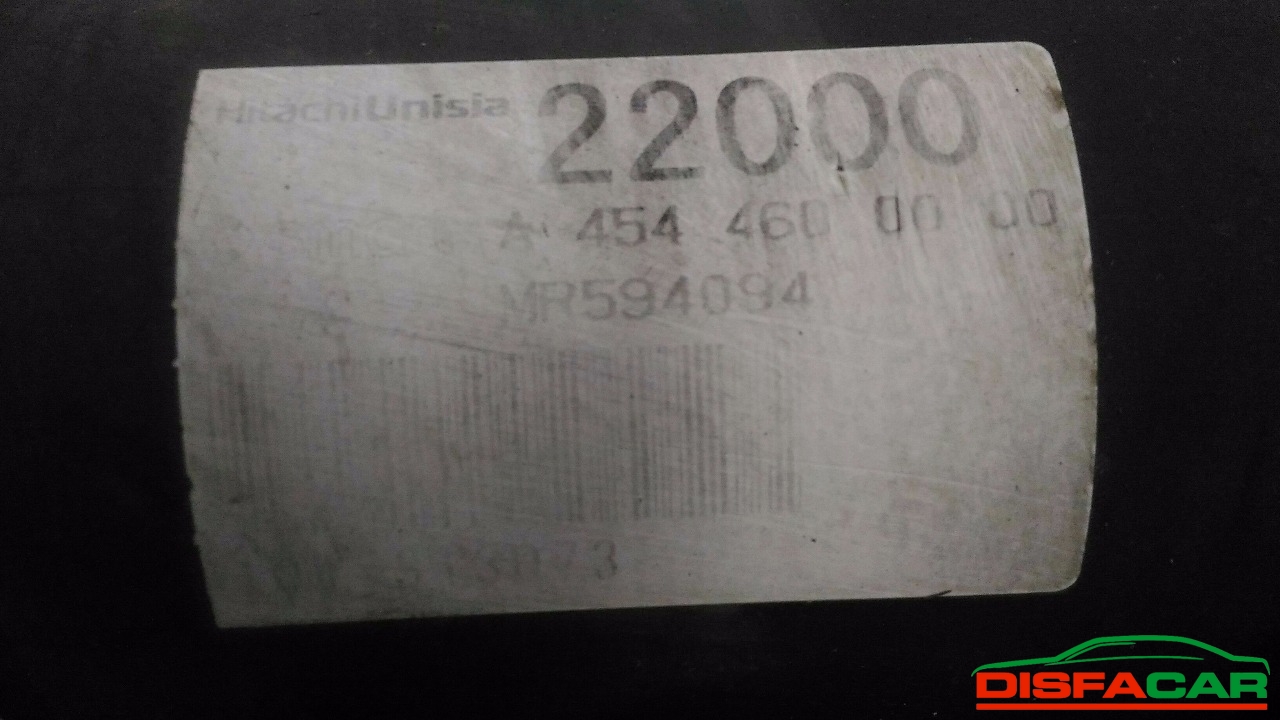 HitachiUnisia 22000
A 454 460 00 00
MR594094
DISFACAR